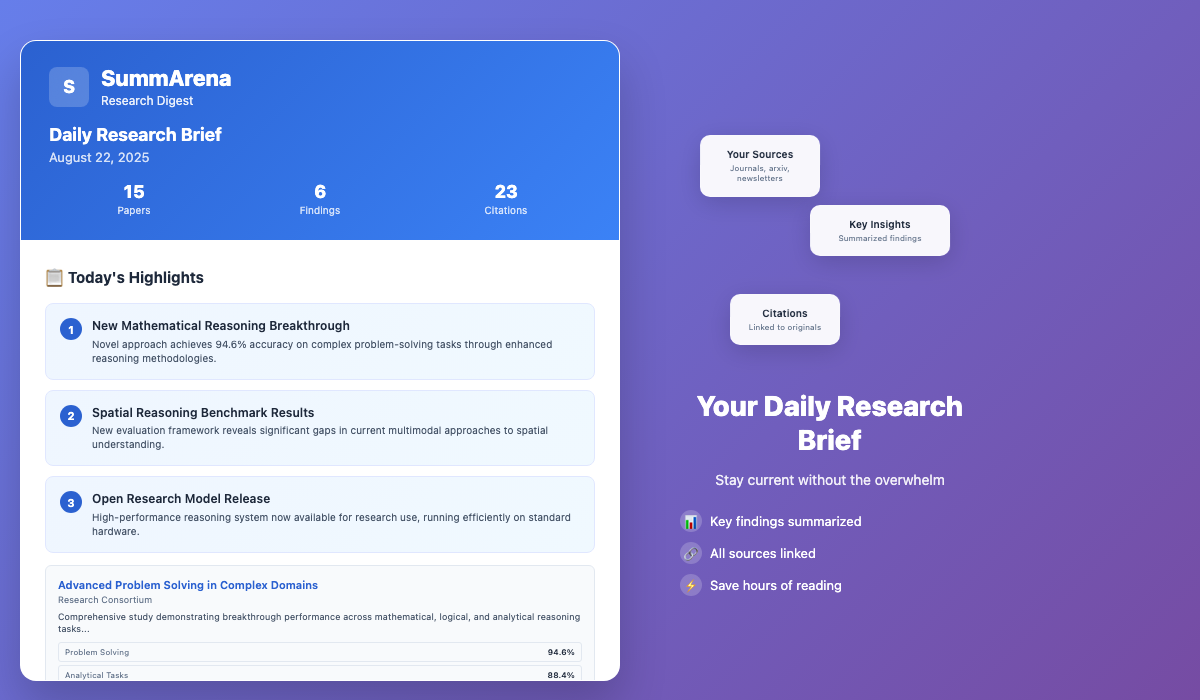 S
SummArena
Research Digest
Daily Research Brief
August 22, 2025
15
Papers
6
Findings
23
Citations
📋 Today's Highlights
1
New Mathematical Reasoning Breakthrough
Novel approach achieves 94.6% accuracy on complex problem-solving tasks through enhanced
reasoning methodologies.
2
Spatial Reasoning Benchmark Results
New evaluation framework reveals significant gaps in current multimodal approaches to spatial
understanding.
3
Open Research Model Release
High-performance reasoning system now available for research use, running efficiently on standard
hardware.
Advanced Problem Solving in Complex Domains
Research Consortium
Comprehensive study demonstrating breakthrough performance across mathematical, logical, and analytical reasoning
tasks...
Problem Solving 94.6%
Analytical Tasks 88.4%
Your Sources
Journals, arxiv,
newsletters
Key Insights
Summarized findings
Citations
Linked to originals
Your Daily Research
Brief
Stay current without the overwhelm
📊 Key findings summarized
🔗 All sources linked
⚡ Save hours of reading